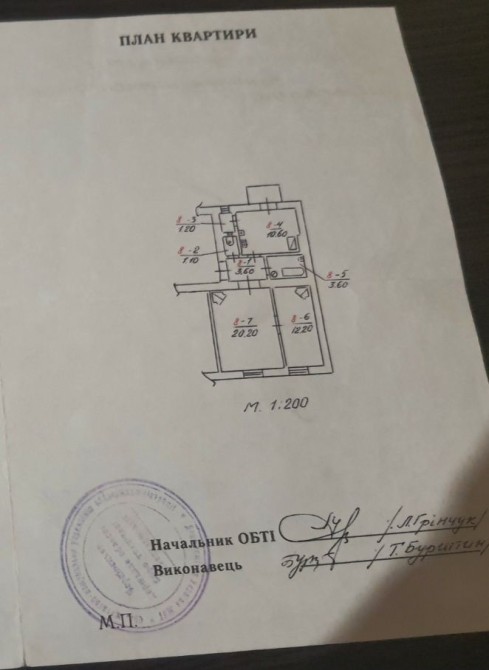 ПЛАН КВАРТИРИ
8-3
1.20
8-4
10.60
8-2
1.10
8-1
3.60
8-5
3.60
8-7
20.20
8-6
12.20
М. 1:200
Начальник ОБТІ /Л.Грінчук/
Виконавець /Т.Бурштин/
М.П.